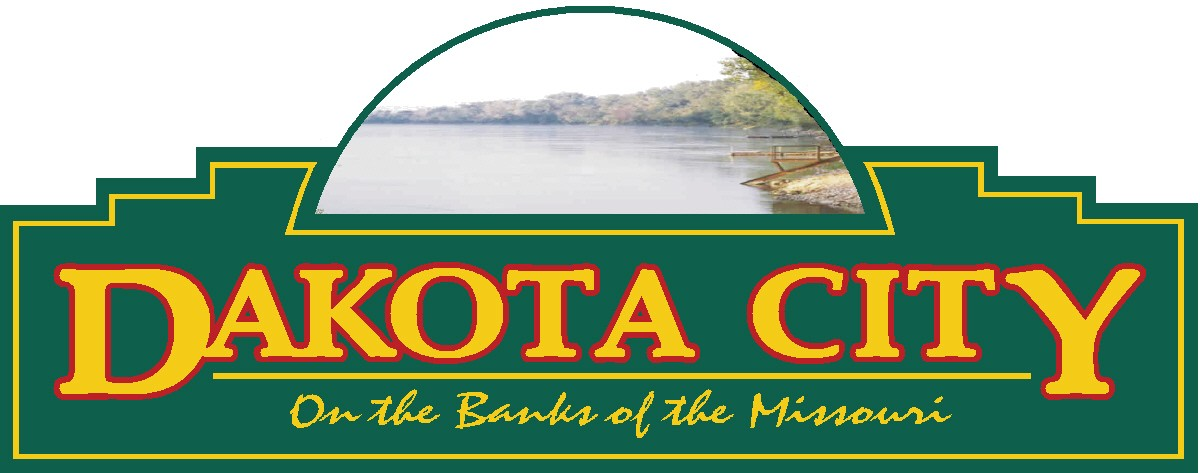 DAKOTA CITY
On the Banks of the Missouri